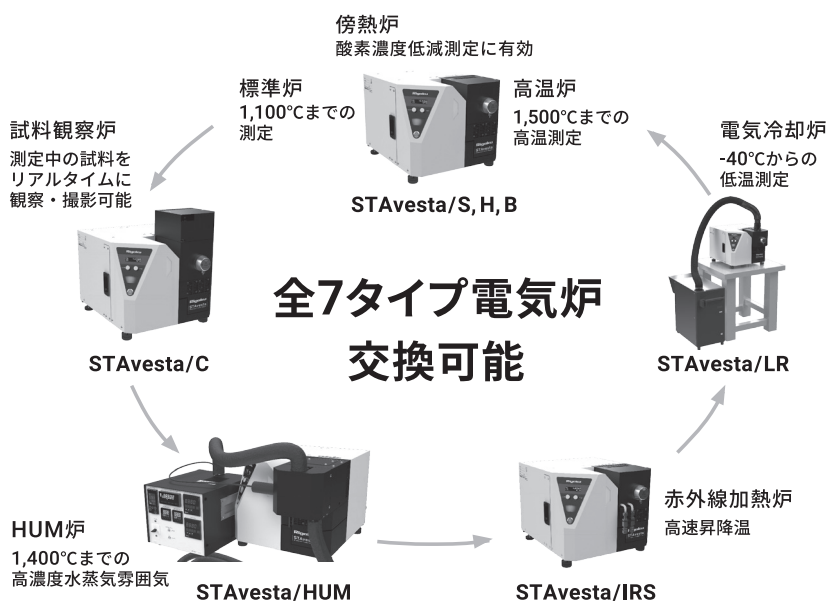 傍熱炉
酸素濃度低減測定に有効
標準炉
1,100℃までの
測定
高温炉
1,500℃までの
高温測定
STAvesta/S, H, B
試料観察炉
測定中の試料を
リアルタイムに
観察・撮影可能
STAvesta/C
電気冷却炉
-40℃からの
低温測定
STAvesta/LR
全7タイプ電気炉
交換可能
HUM炉
1,400℃までの
高濃度水蒸気雰囲気
STAvesta/HUM
赤外線加熱炉
高速昇降温
STAvesta/IRS
Rigaku